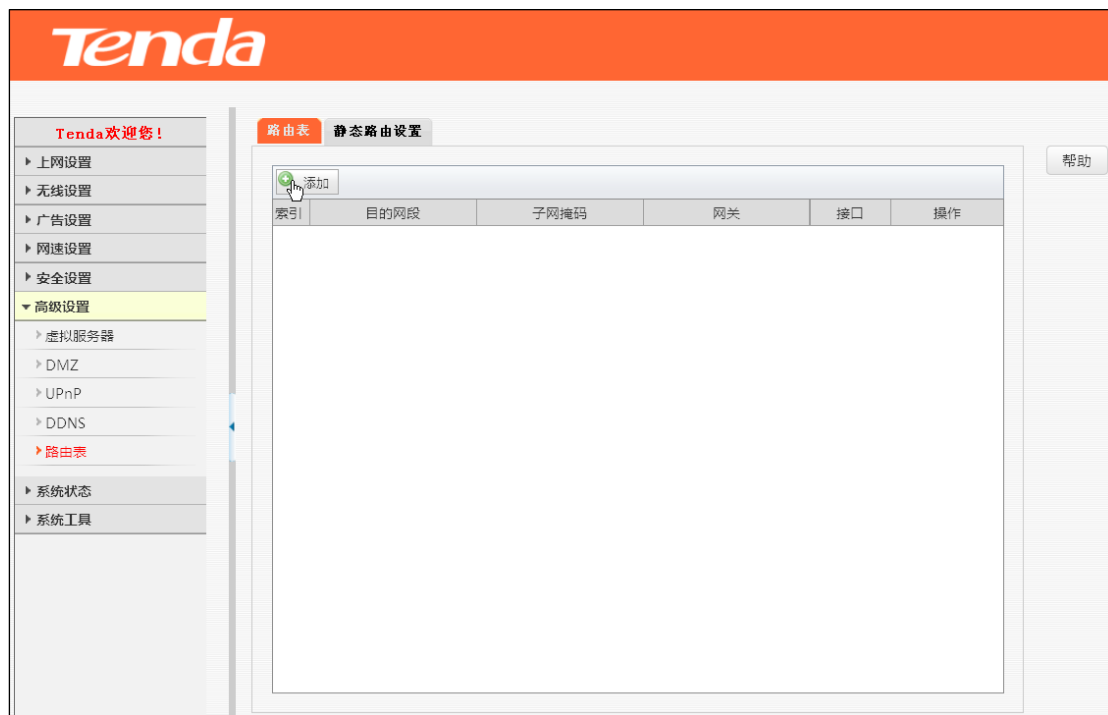 Tenda
Tenda欢迎您！
上网设置
无线设置
广告设置
网速设置
安全设置
高级设置
虚拟服务器
DMZ
UPnP
DDNS
路由表
系统状态
系统工具
路由表 静态路由设置
添加
索引 目的网段 子网掩码 网关 接口 操作
帮助